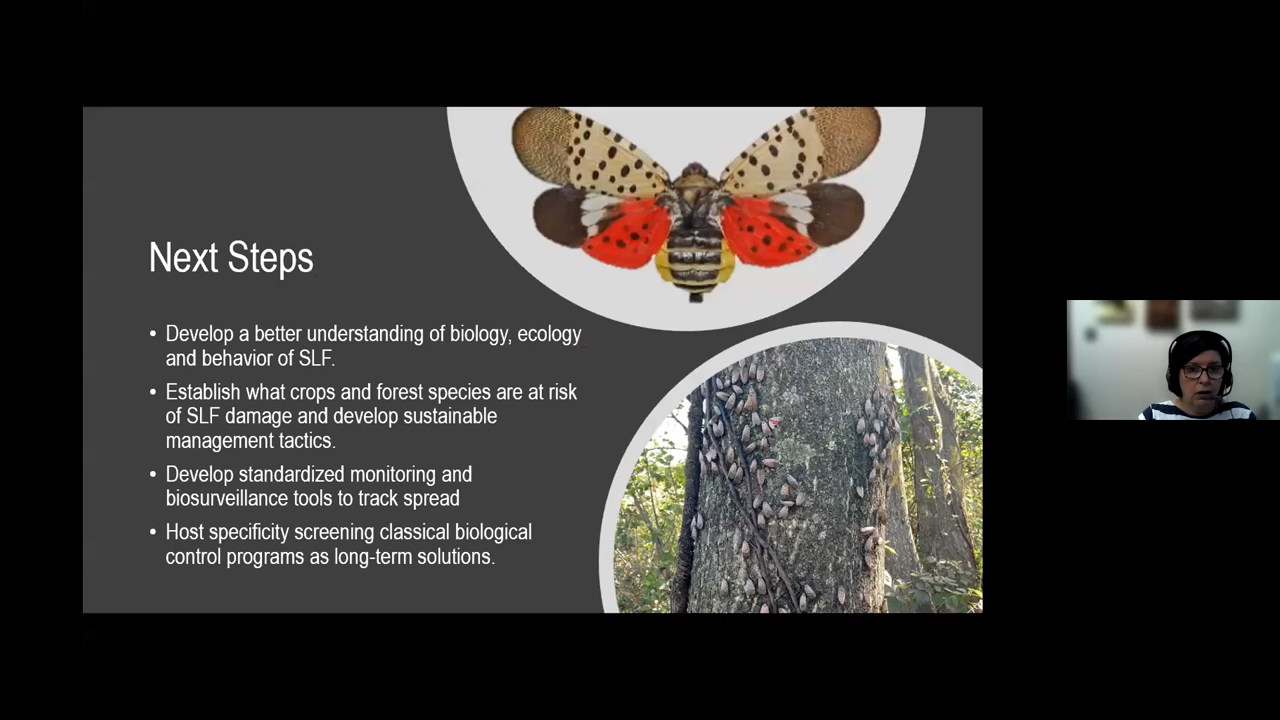 Next Steps
• Develop a better understanding of biology, ecology
and behavior of SLF.
• Establish what crops and forest species are at risk
of SLF damage and develop sustainable
management tactics.
• Develop standardized monitoring and
biosurveillance tools to track spread
• Host specificity screening classical biological
control programs as long-term solutions.